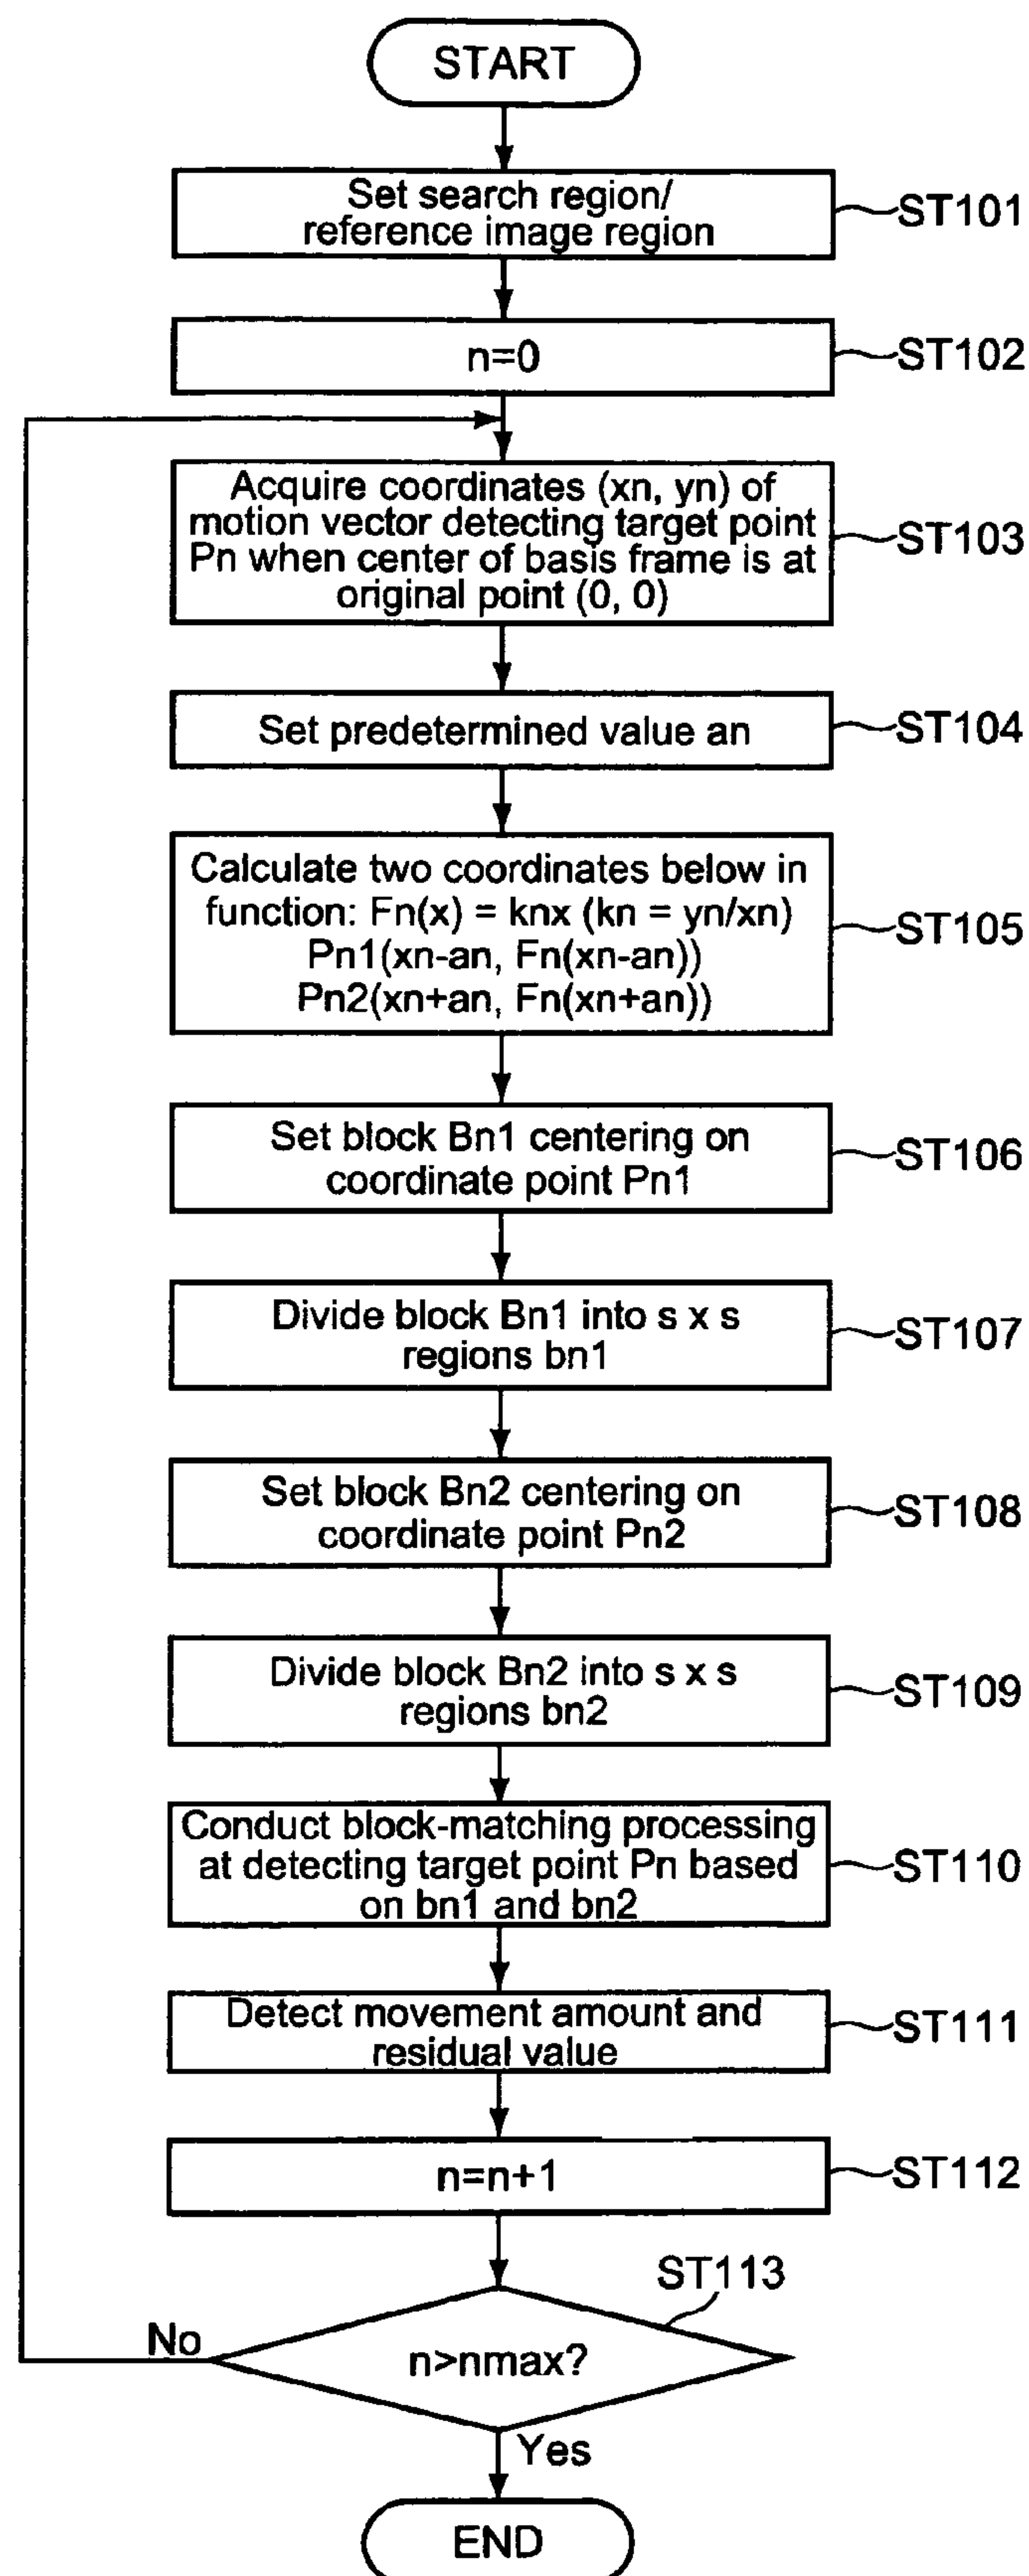 START
Set search region/
reference image region
ST101
n=0
ST102
Acquire coordinates (xn, yn) of
motion vector detecting target point
Pn when center of basis frame is at
original point (0, 0)
ST103
Set predetermined value an
ST104
Calculate two coordinates below in
function: Fn(x) = knx (kn = yn/xn)
Pn1(xn-an, Fn(xn-an))
Pn2(xn+an, Fn(xn+an))
ST105
Set block Bn1 centering on
coordinate point Pn1
ST106
Divide block Bn1 into s x s
regions bn1
ST107
Set block Bn2 centering on
coordinate point Pn2
ST108
Divide block Bn2 into s x s
regions bn2
ST109
Conduct block-matching processing
at detecting target point Pn based
on bn1 and bn2
ST110
Detect movement amount and
residual value
ST111
n=n+1
ST112
ST113
No
n>nmax?
Yes
END